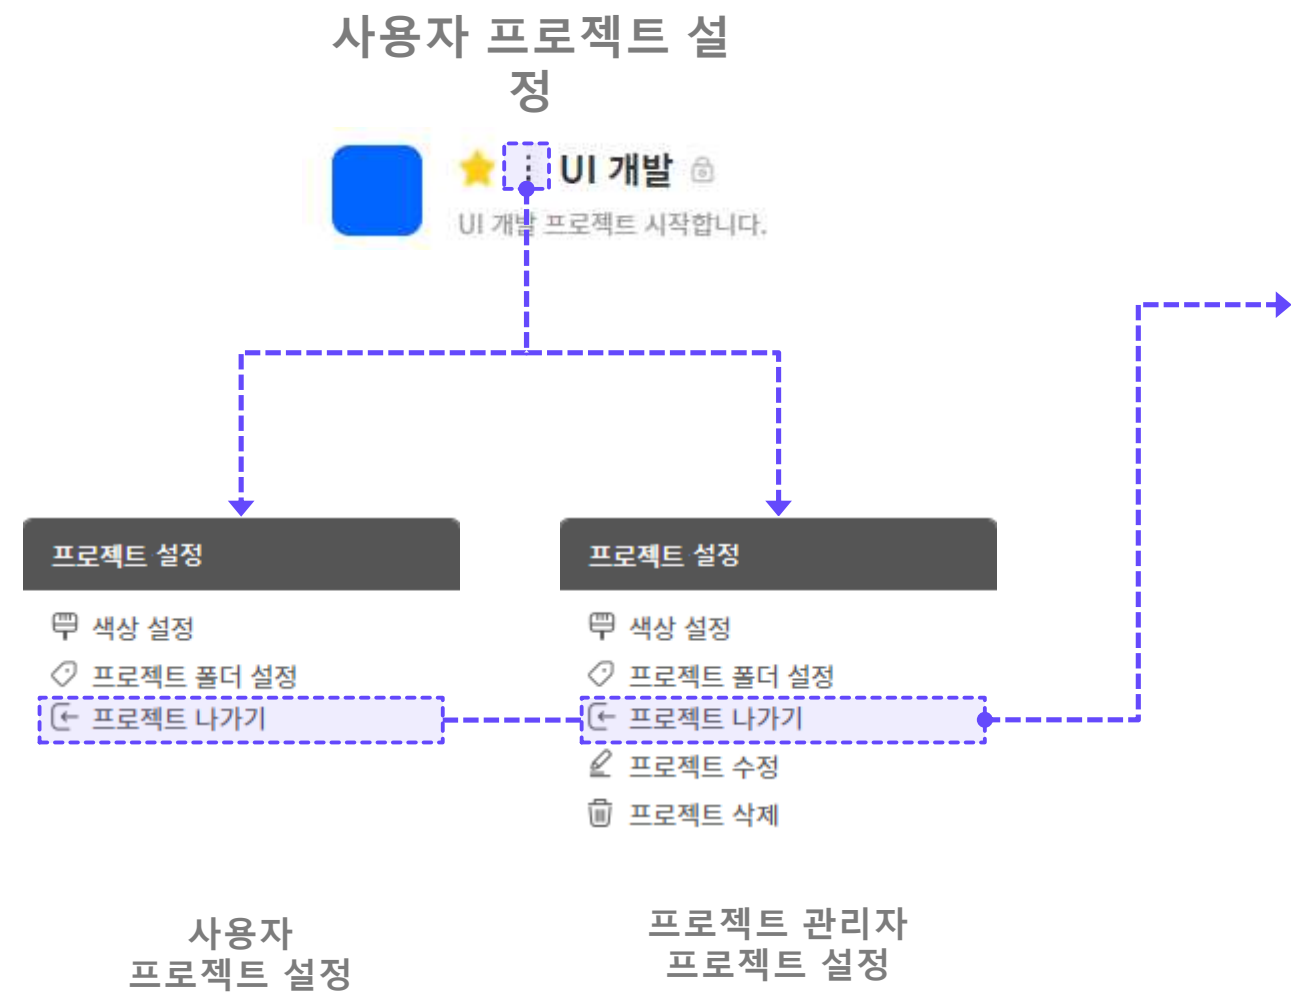 사용자 프로젝트 설
정
UI 개발
UI 개발 프로젝트 시작합니다.
프로젝트 설정
색상 설정
프로젝트 폴더 설정
프로젝트 나가기
프로젝트 설정
색상 설정
프로젝트 폴더 설정
프로젝트 나가기
프로젝트 수정
프로젝트 삭제
사용자
프로젝트 설정
프로젝트 관리자
프로젝트 설정